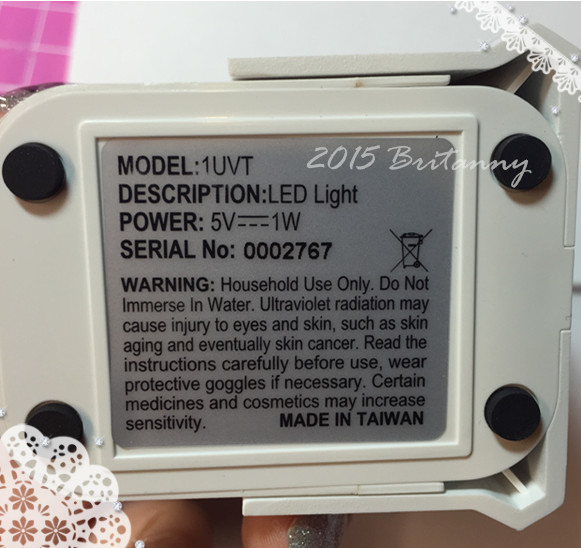 2015 Britanny
MODEL:1UVT
DESCRIPTION:LED Light
POWER: 5V⎓1W
SERIAL No: 0002767
WARNING: Household Use Only. Do Not
Immerse In Water. Ultraviolet radiation may
cause injury to eyes and skin, such as skin
aging and eventually skin cancer. Read the
instructions carefully before use, wear
protective goggles if necessary. Certain
medicines and cosmetics may increase
sensitivity. MADE IN TAIWAN